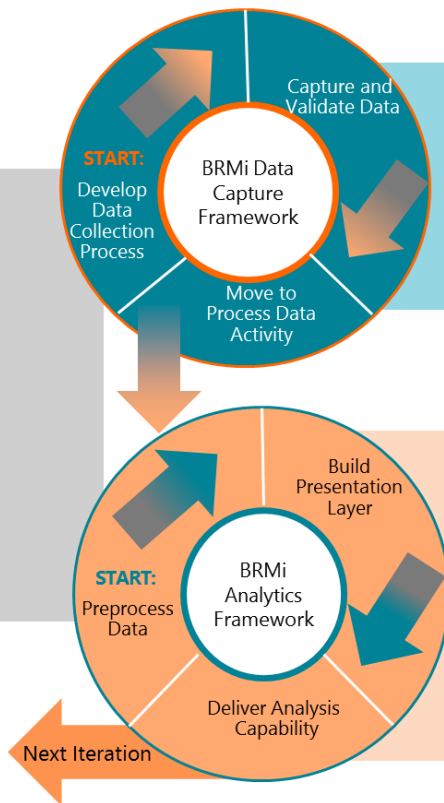 START:
Develop
Data
Collection
Process
Capture and
Validate Data
BRMi Data
Capture
Framework
Move to
Process Data
Activity
START:
Preprocess
Data
Build
Presentation
Layer
BRMi
Analytics
Framework
Deliver Analysis
Capability
Next Iteration